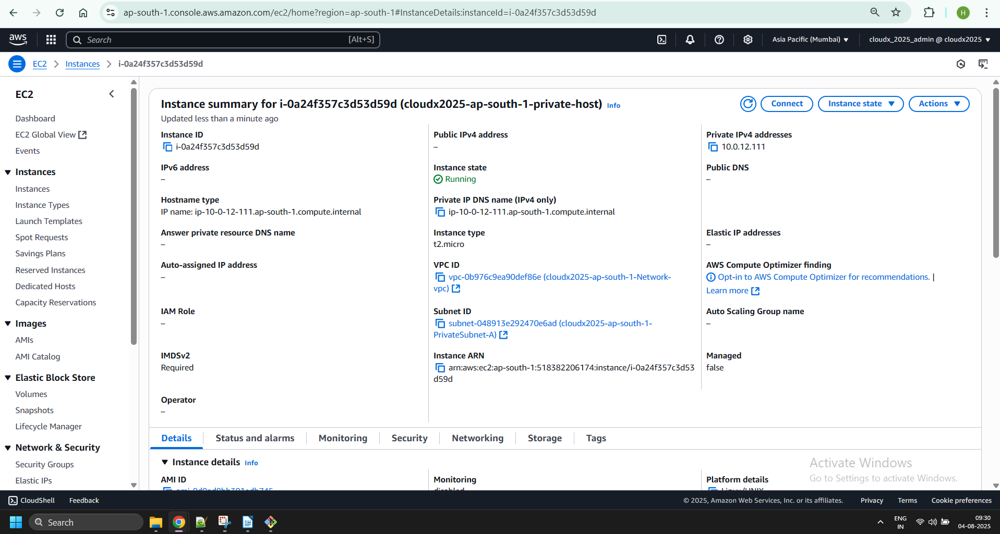 ap-south-1.console.aws.amazon.com/ec2/home?region=ap-south-1#InstanceDetails:instanceId=i-0a24f357c3d53d59d
H
aws
Search
[Alt+S]
Asia Pacific (Mumbai)
cloudx_2025_admin @ cloudx2025
EC2
Instances
i-0a24f357c3d53d59d
EC2
Dashboard
EC2 Global View
Events
Instances
Instances
Instance Types
Launch Templates
Spot Requests
Savings Plans
Reserved Instances
Dedicated Hosts
Capacity Reservations
Images
AMIs
AMI Catalog
Elastic Block Store
Volumes
Snapshots
Lifecycle Manager
Network & Security
Security Groups
Elastic IPs
Instance summary for i-0a24f357c3d53d59d (cloudx2025-ap-south-1-private-host) Info
Updated less than a minute ago
Connect
Instance state
Actions
Instance ID
i-0a24f357c3d53d59d
Public IPv4 address
–
Private IPv4 addresses
10.0.12.111
IPv6 address
–
Instance state
Running
Public DNS
–
Hostname type
IP name: ip-10-0-12-111.ap-south-1.compute.internal
Private IP DNS name (IPv4 only)
ip-10-0-12-111.ap-south-1.compute.internal
Answer private resource DNS name
–
Instance type
t2.micro
Elastic IP addresses
–
Auto-assigned IP address
–
VPC ID
vpc-0b976c9ea90def86e (cloudx2025-ap-south-1-Network-
vpc)
AWS Compute Optimizer finding
Opt-in to AWS Compute Optimizer for recommendations. |
Learn more
IAM Role
–
Subnet ID
subnet-048913e292470e6ad (cloudx2025-ap-south-1-
PrivateSubnet-A)
Auto Scaling Group name
–
IMDSv2
Required
Instance ARN
arn:aws:ec2:ap-south-1:518382206174:instance/i-0a24f357c3d53
d59d
Managed
false
Operator
–
Details
Status and alarms
Monitoring
Security
Networking
Storage
Tags
Instance details Info
AMI ID
Monitoring
disabled
Platform details
Linux/UNIX
Activate Windows
Go to Settings to activate Windows.
CloudShell
Feedback
© 2025, Amazon Web Services, Inc. or its affiliates.
Privacy
Terms
Cookie preferences
Search
ENG
IN
09:30
04-08-2025